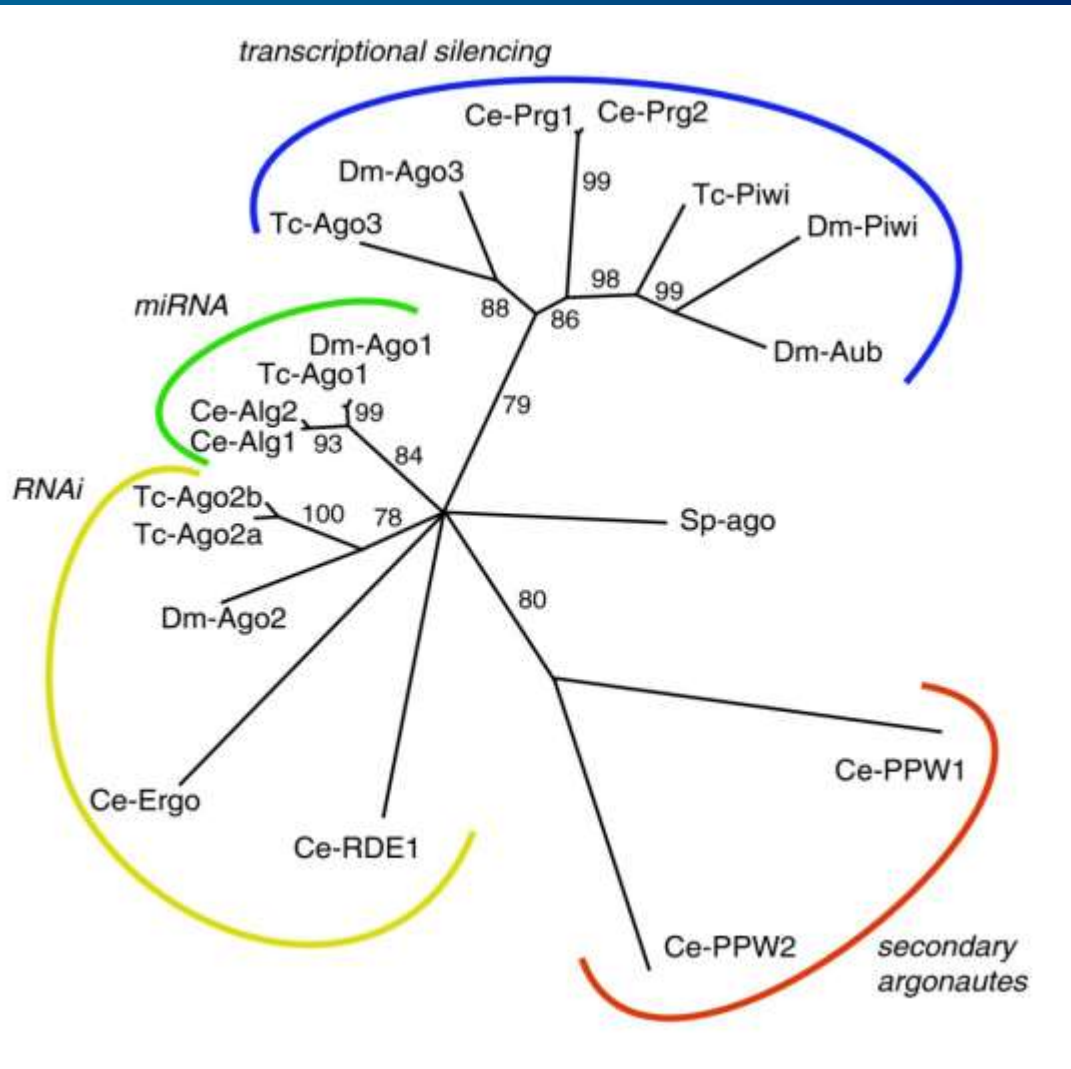 transcriptional silencing
Ce-Prg1 Ce-Prg2
Dm-Ago3
99
Tc-Piwi
Tc-Ago3
Dm-Piwi
98
99
88
86
miRNA
Dm-Ago1
Dm-Aub
Tc-Ago1
Ce-Alg2
99
79
Ce-Alg1
93
84
RNAi
Tc-Ago2b
100
78
Tc-Ago2a
Sp-ago
80
Dm-Ago2
Ce-PPW1
Ce-Ergo
Ce-RDE1
Ce-PPW2
secondary
argonautes